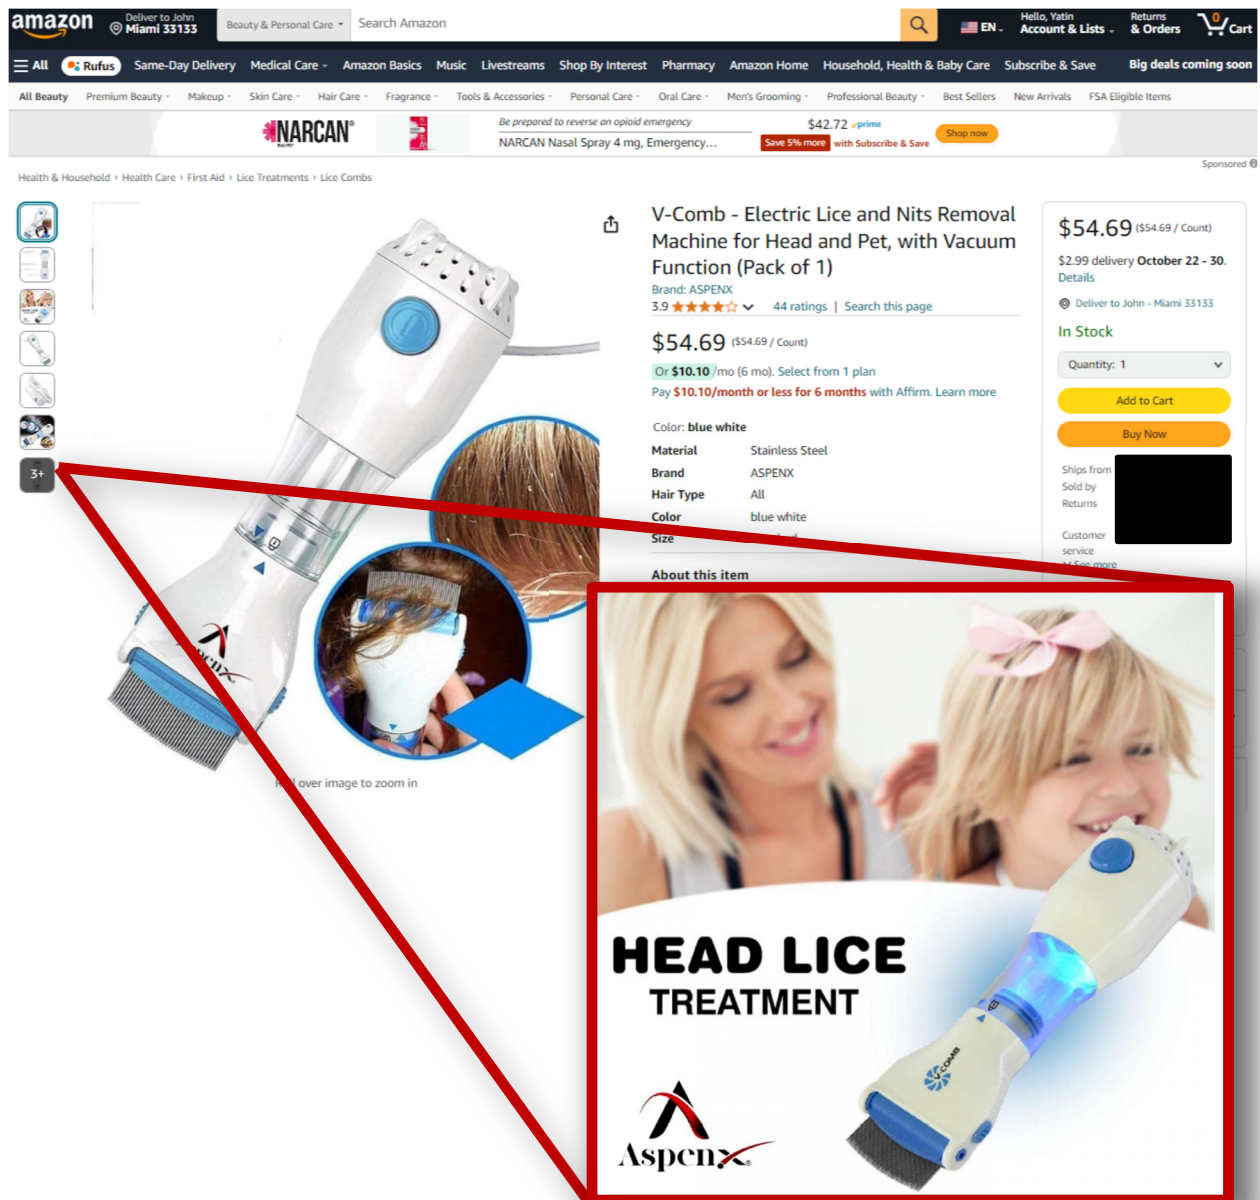 amazon
Deliver to John
Miami 33133
Beauty & Personal Care
Search Amazon
EN
Hello, Yatin
Account & Lists
Returns
& Orders
0
Cart
All
Rufus
Same-Day Delivery
Medical Care
Amazon Basics
Music
Livestreams
Shop By Interest
Pharmacy
Amazon Home
Household, Health & Baby Care
Subscribe & Save
Big deals coming soon
All Beauty
Premium Beauty
Makeup
Skin Care
Hair Care
Fragrance
Tools & Accessories
Personal Care
Oral Care
Men's Grooming
Professional Beauty
Best Sellers
New Arrivals
FSA Eligible Items
NARCAN®
Be prepared to reverse an opioid emergency
NARCAN Nasal Spray 4 mg, Emergency...
$42.72 prime
Save 5% more with Subscribe & Save
Shop now
Sponsored
Health & Household › Health Care › First Aid › Lice Treatments › Lice Combs
3+
Aspenx
over image to zoom in
V-Comb - Electric Lice and Nits Removal
Machine for Head and Pet, with Vacuum
Function (Pack of 1)
Brand: ASPENX
3.9 44 ratings | Search this page
$54.69 ($54.69 / Count)
Or $10.10 /mo (6 mo). Select from 1 plan
Pay $10.10/month or less for 6 months with Affirm. Learn more
Color: blue white
Material Stainless Steel
Brand ASPENX
Hair Type All
Color blue white
Size
About this item
$54.69 ($54.69 / Count)
$2.99 delivery October 22 - 30.
Details
Deliver to John - Miami 33133
In Stock
Quantity: 1
Add to Cart
Buy Now
Ships from
Sold by
Returns
Customer
service
See more
HEAD LICE
TREATMENT
V-COMB
Aspenx®